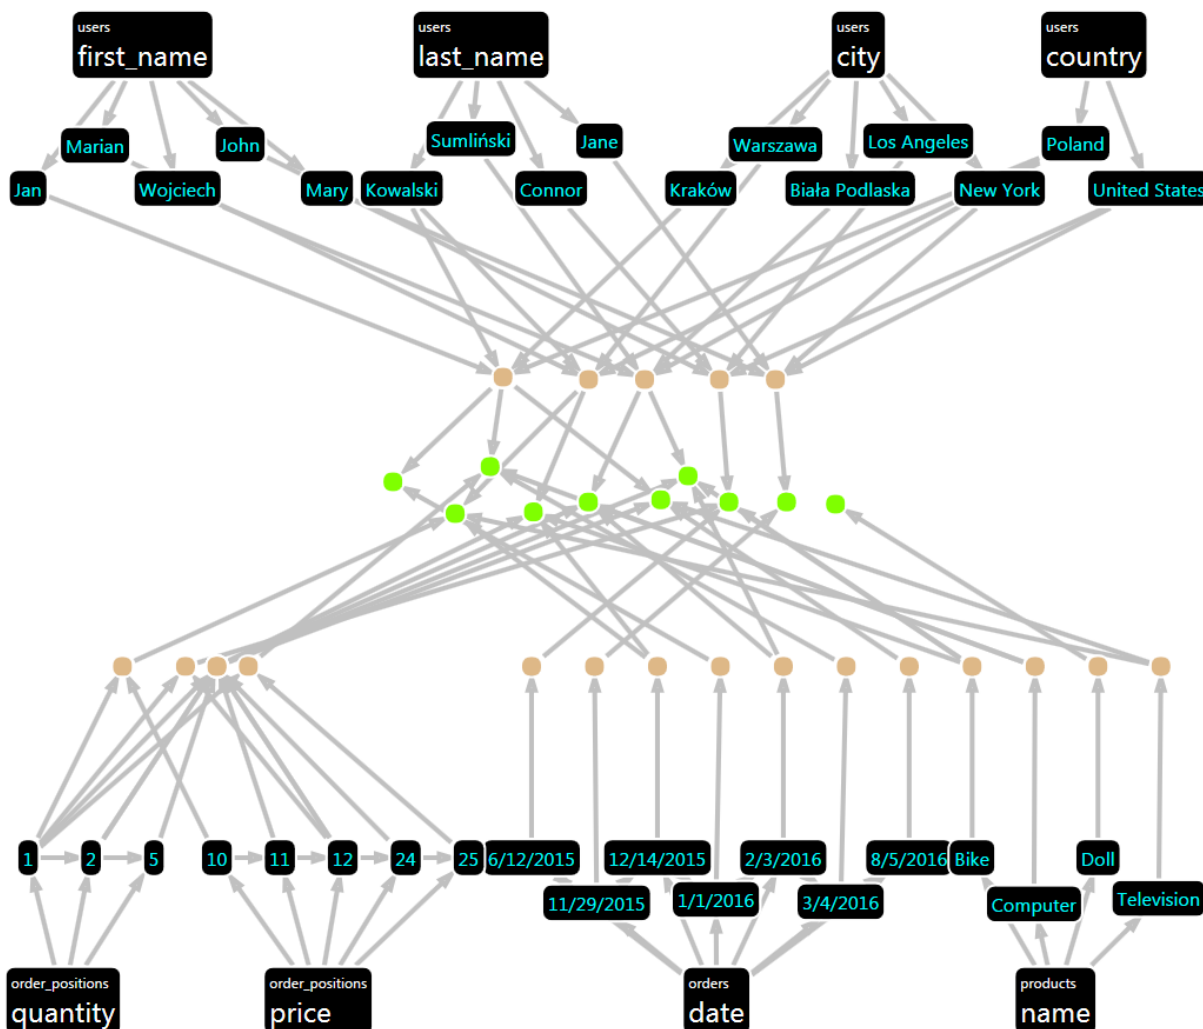 users
first_name
users
last_name
users
city
users
country
Marian
John
Sumliński
Jane
Warszawa
Los Angeles
Poland
Jan
Wojciech
Mary
Kowalski
Connor
Kraków
Biała Podlaska
New York
United States
1
2
5
10
11
12
24
25
6/12/2015
12/14/2015
2/3/2016
8/5/2016
Bike
Doll
11/29/2015
1/1/2016
3/4/2016
Computer
Television
order_positions
quantity
order_positions
price
orders
date
products
name